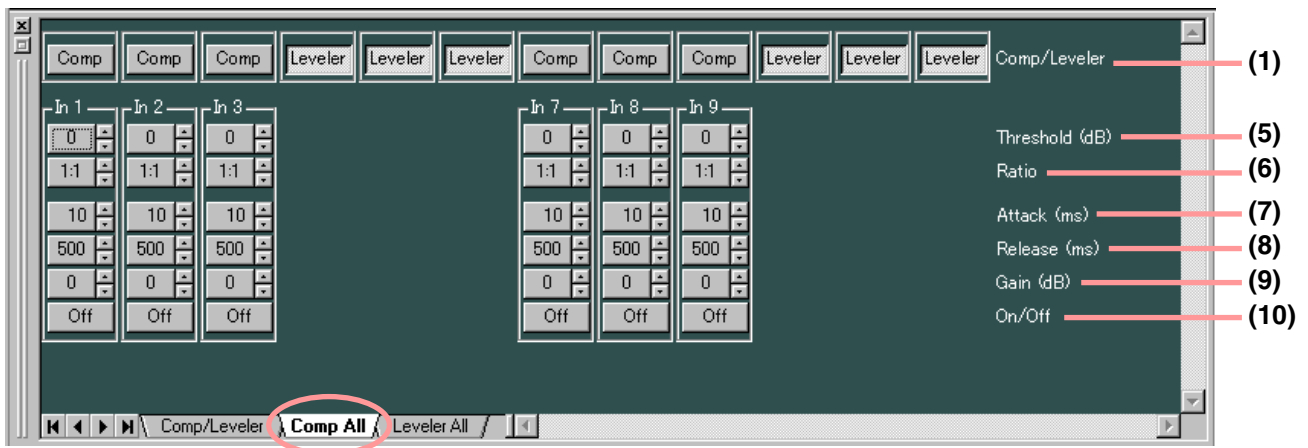 Comp Comp Comp Leveler Leveler Leveler Comp Comp Comp Leveler Leveler Leveler Comp/Leveler (1)
In 1 In 2 In 3 In 7 In 8 In 9
0 0 0 0 0 0 Threshold (dB) (5)
1:1 1:1 1:1 1:1 1:1 1:1 Ratio (6)
10 10 10 10 10 10 Attack (ms) (7)
500 500 500 500 500 500 Release (ms) (8)
0 0 0 0 0 0 Gain (dB) (9)
Off Off Off Off Off Off On/Off (10)
Comp/Leveler Comp All Leveler All